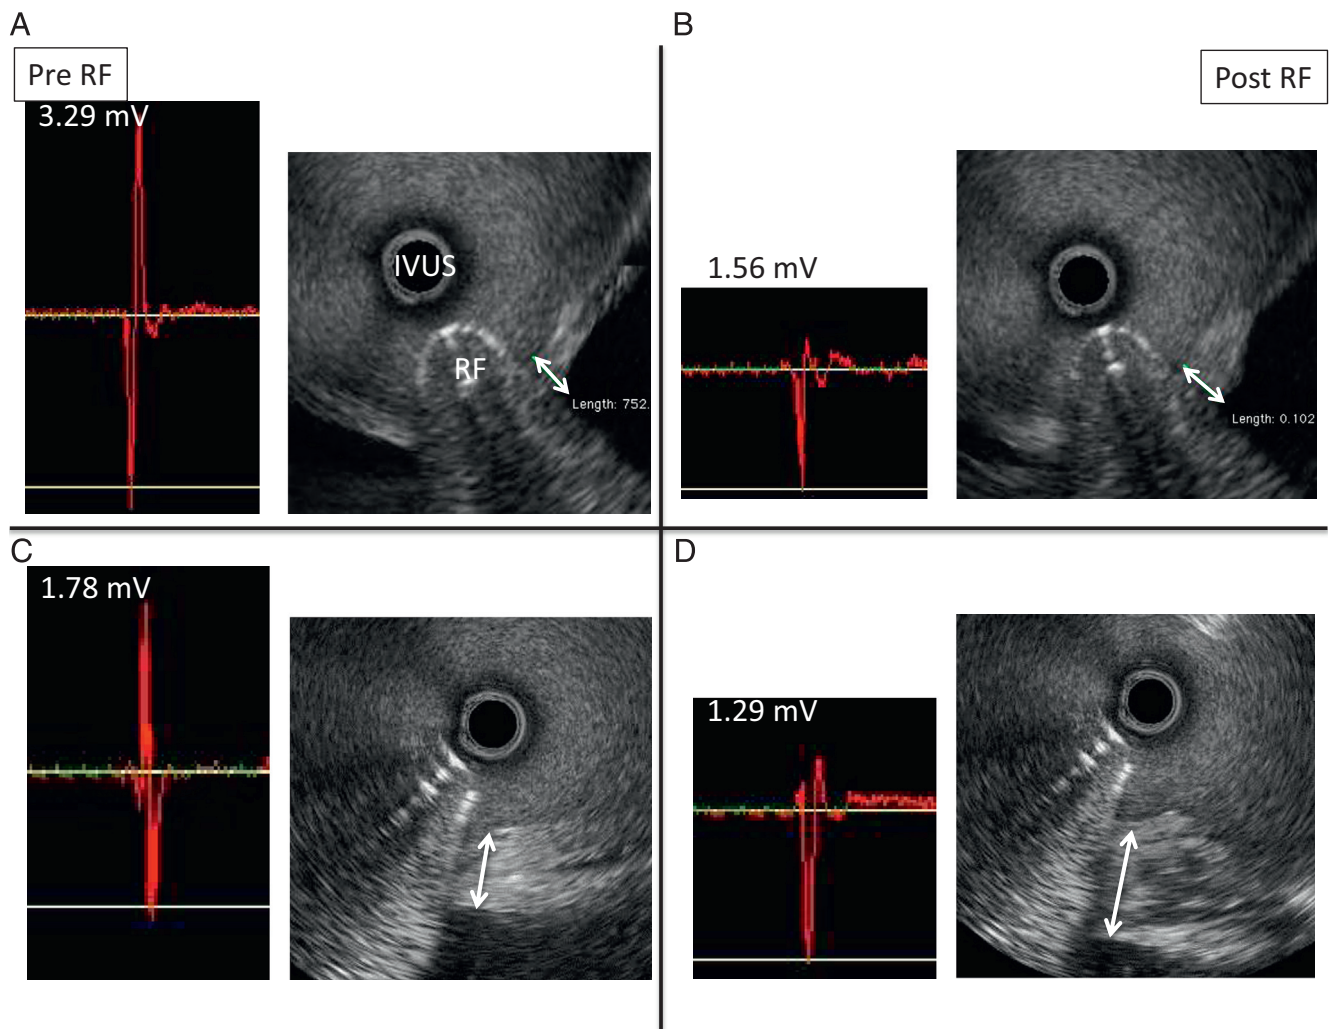 A
Pre RF
3.29 mV
IVUS
RF
Length: 752.
B
Post RF
1.56 mV
Length: 0.102
C
1.78 mV
D
1.29 mV